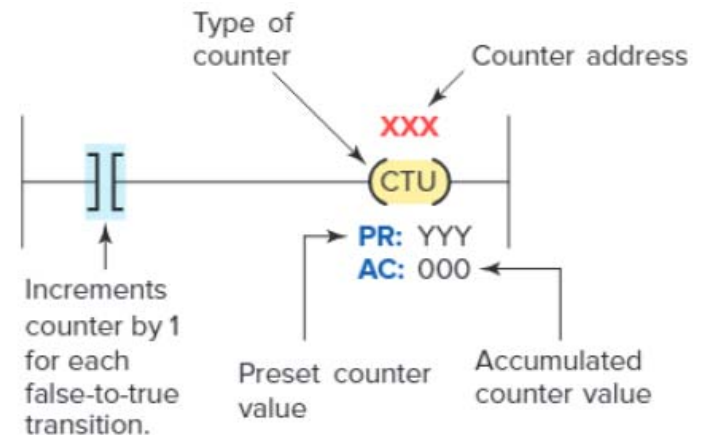 Type of
counter
Counter address
XXX
][
(CTU)
PR: YYY
AC: 000
Increments
counter by 1
for each
false-to-true
transition.
Preset counter
value
Accumulated
counter value